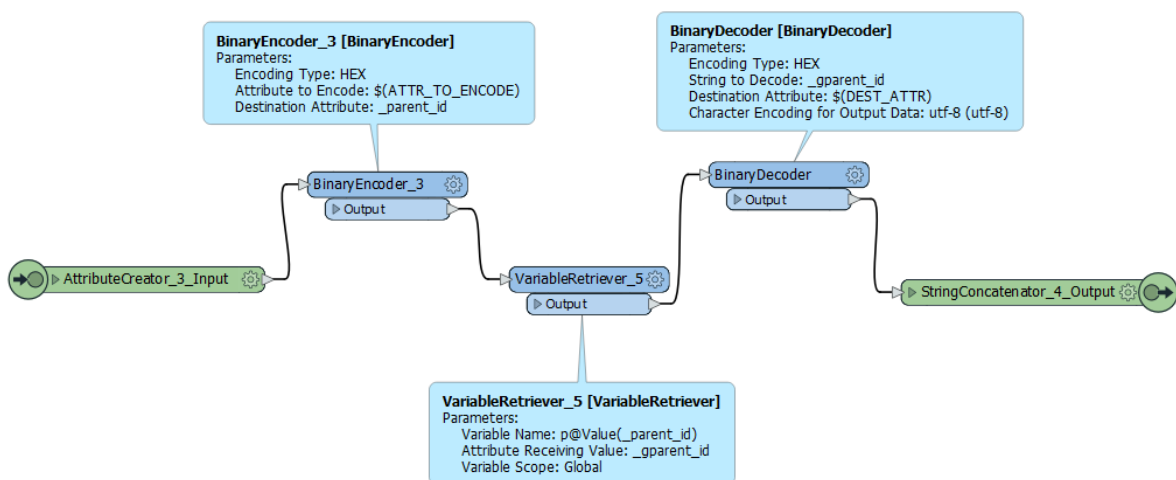 BinaryEncoder_3 [BinaryEncoder]
Parameters:
Encoding Type: HEX
Attribute to Encode: $(ATTR_TO_ENCODE)
Destination Attribute: _parent_id
BinaryDecoder [BinaryDecoder]
Parameters:
Encoding Type: HEX
String to Decode: _gparent_id
Destination Attribute: $(DEST_ATTR)
Character Encoding for Output Data: utf-8 (utf-8)
BinaryEncoder_3
Output
BinaryDecoder
Output
AttributeCreator_3_Input
VariableRetriever_5
Output
StringConcatenator_4_Output
VariableRetriever_5 [VariableRetriever]
Parameters:
Variable Name: p@Value(_parent_id)
Attribute Receiving Value: _gparent_id
Variable Scope: Global